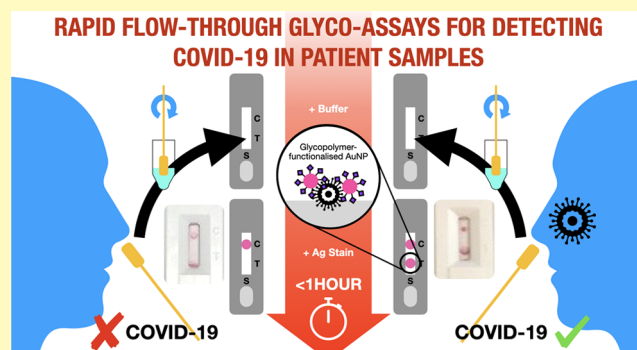 RAPID FLOW-THROUGH GLYCO-ASSAYS FOR DETECTING
COVID-19 IN PATIENT SAMPLES
+ Buffer
C
T
S
C
T
S
Glycopolymer-
functionalised AuNP
C
T
S
C
T
S
+ Ag Stain
<1HOUR
COVID-19
COVID-19